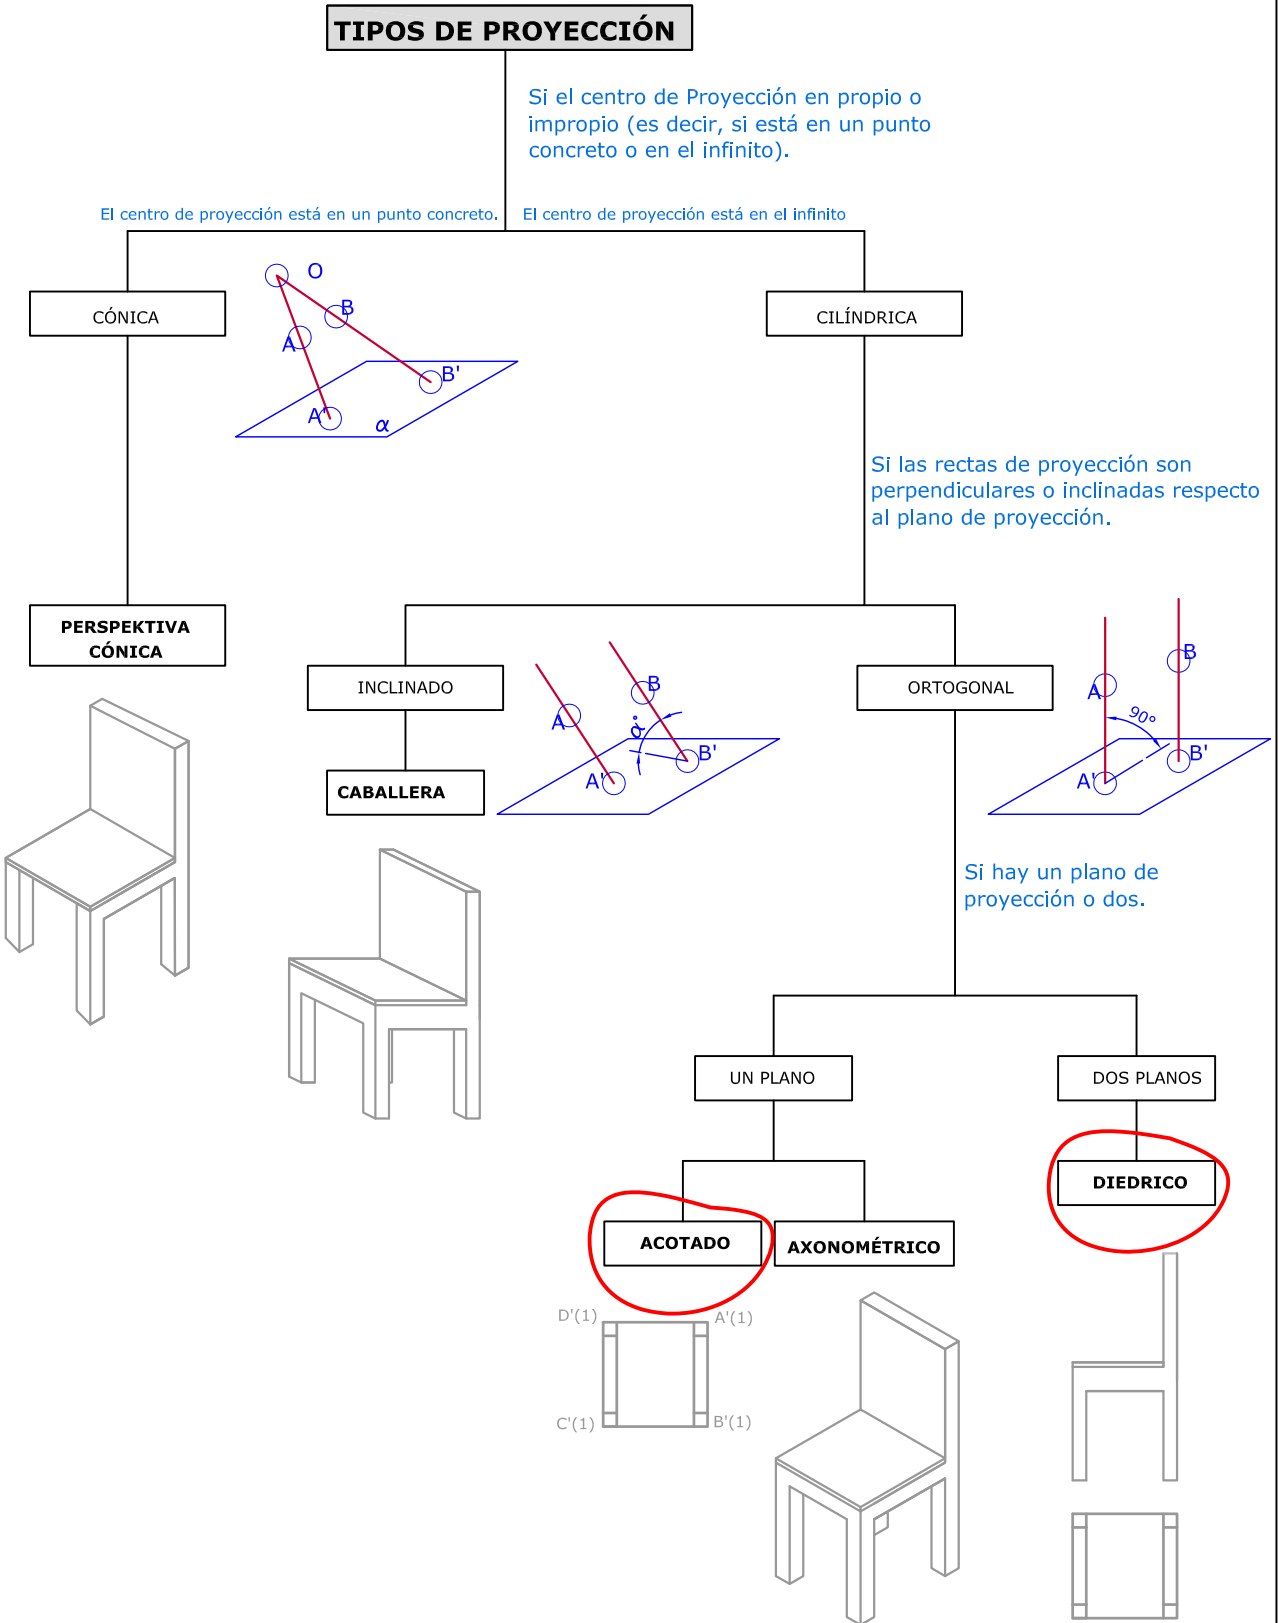 TIPOS DE PROYECCIÓN
Si el centro de Proyección en propio o
impropio (es decir, si está en un punto
concreto o en el infinito).
El centro de proyección está en un punto concreto.
El centro de proyección está en el infinito
O
B
A
B'
A'
α
CÓNICA
CILÍNDRICA
Si las rectas de proyección son
perpendiculares o inclinadas respecto
al plano de proyección.
PERSPEKTIVA
CÓNICA
INCLINADO
B
A
α°
B'
A'
ORTOGONAL
B
A
90°
B'
A'
CABALLERA
Si hay un plano de
proyección o dos.
UN PLANO
DOS PLANOS
DIEDRICO
ACOTADO
AXONOMÉTRICO
D'(1)
A'(1)
C'(1)
B'(1)